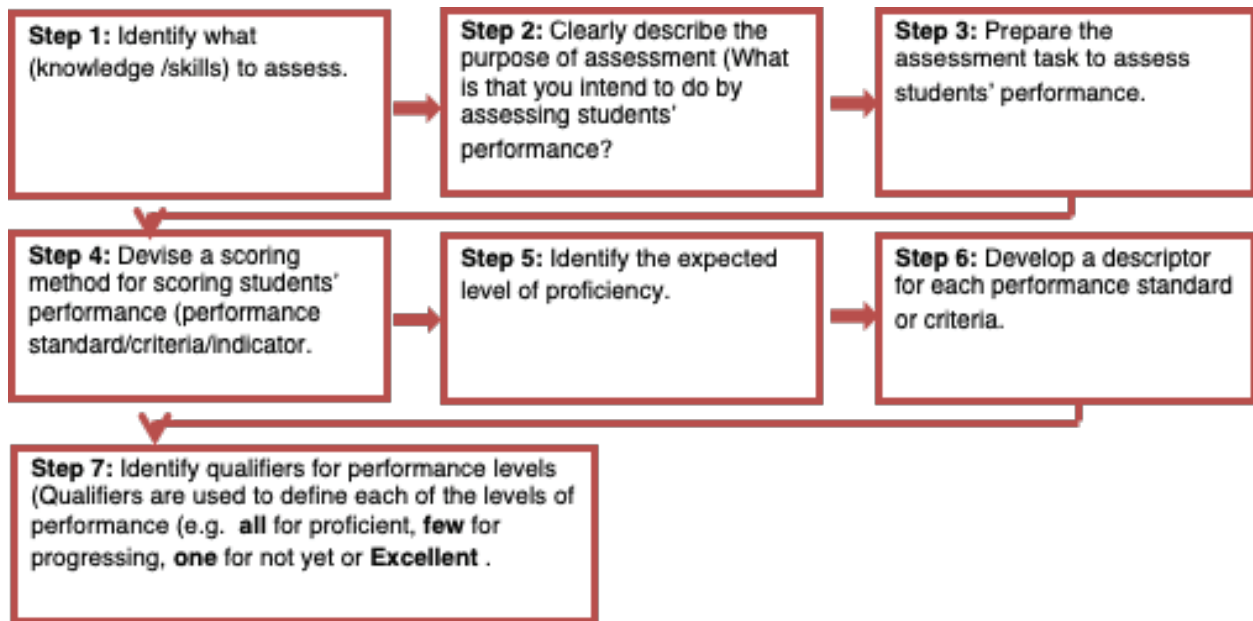 Step 1: Identify what
(knowledge /skills) to assess.
Step 2: Clearly describe the
purpose of assessment (What
is that you intend to do by
assessing students’
performance?
Step 3: Prepare the
assessment task to assess
students’ performance.
Step 4: Devise a scoring
method for scoring students’
performance (performance
standard/criteria/indicator.
Step 5: Identify the expected
level of proficiency.
Step 6: Develop a descriptor
for each performance standard
or criteria.
Step 7: Identify qualifiers for performance levels
(Qualifiers are used to define each of the levels of
performance (e.g. all for proficient, few for
progressing, one for not yet or Excellent .